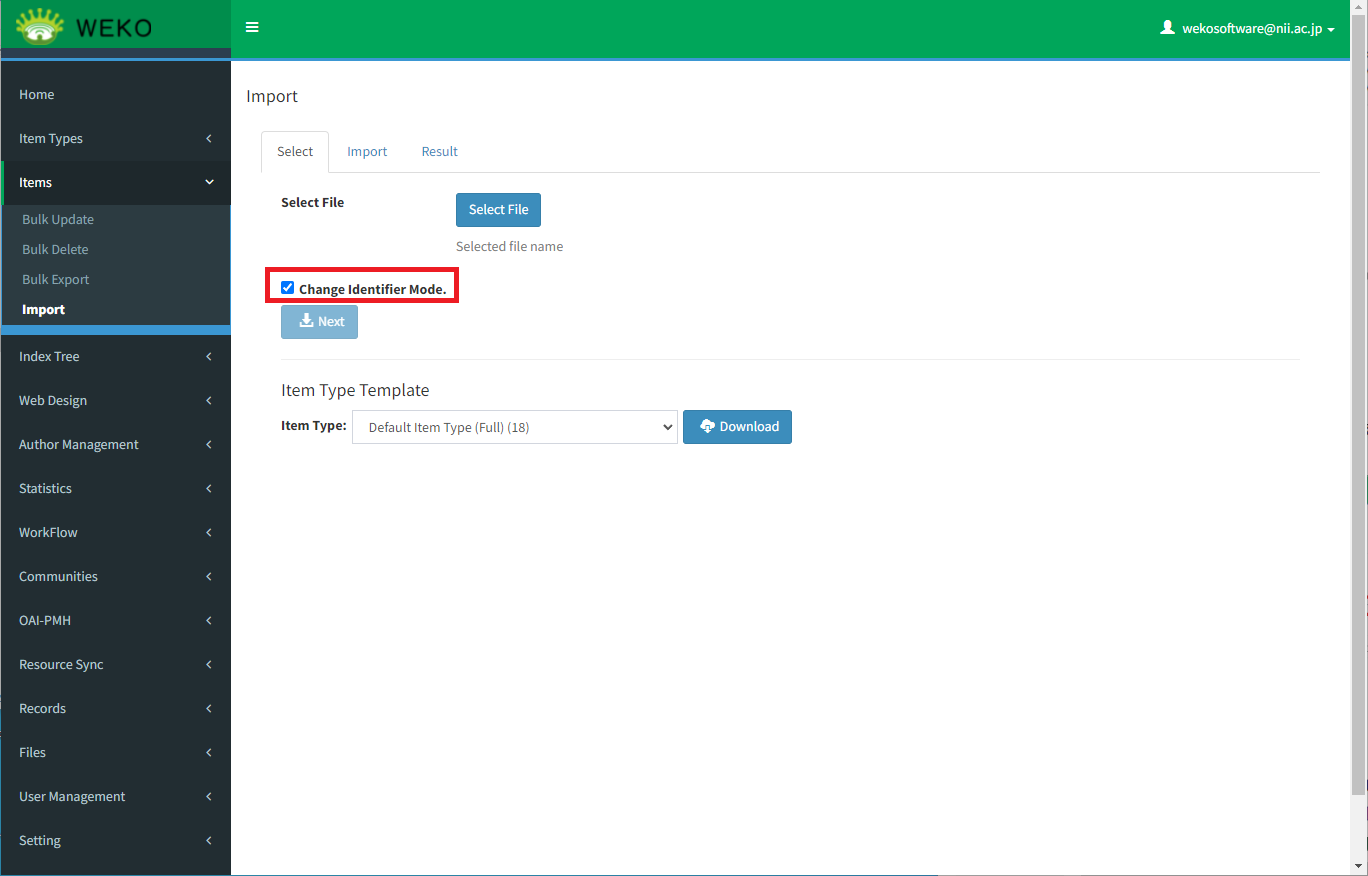 WEKO
wekosoftware@nii.ac.jp
Home
Item Types
Items
Bulk Update
Bulk Delete
Bulk Export
Import
Index Tree
Web Design
Author Management
Statistics
WorkFlow
Communities
OAI-PMH
Resource Sync
Records
Files
User Management
Setting
Import
Select Import Result
Select File Select File
Selected file name
Change Identifier Mode.
Next
Item Type Template
Item Type: Default Item Type (Full) (18) Download